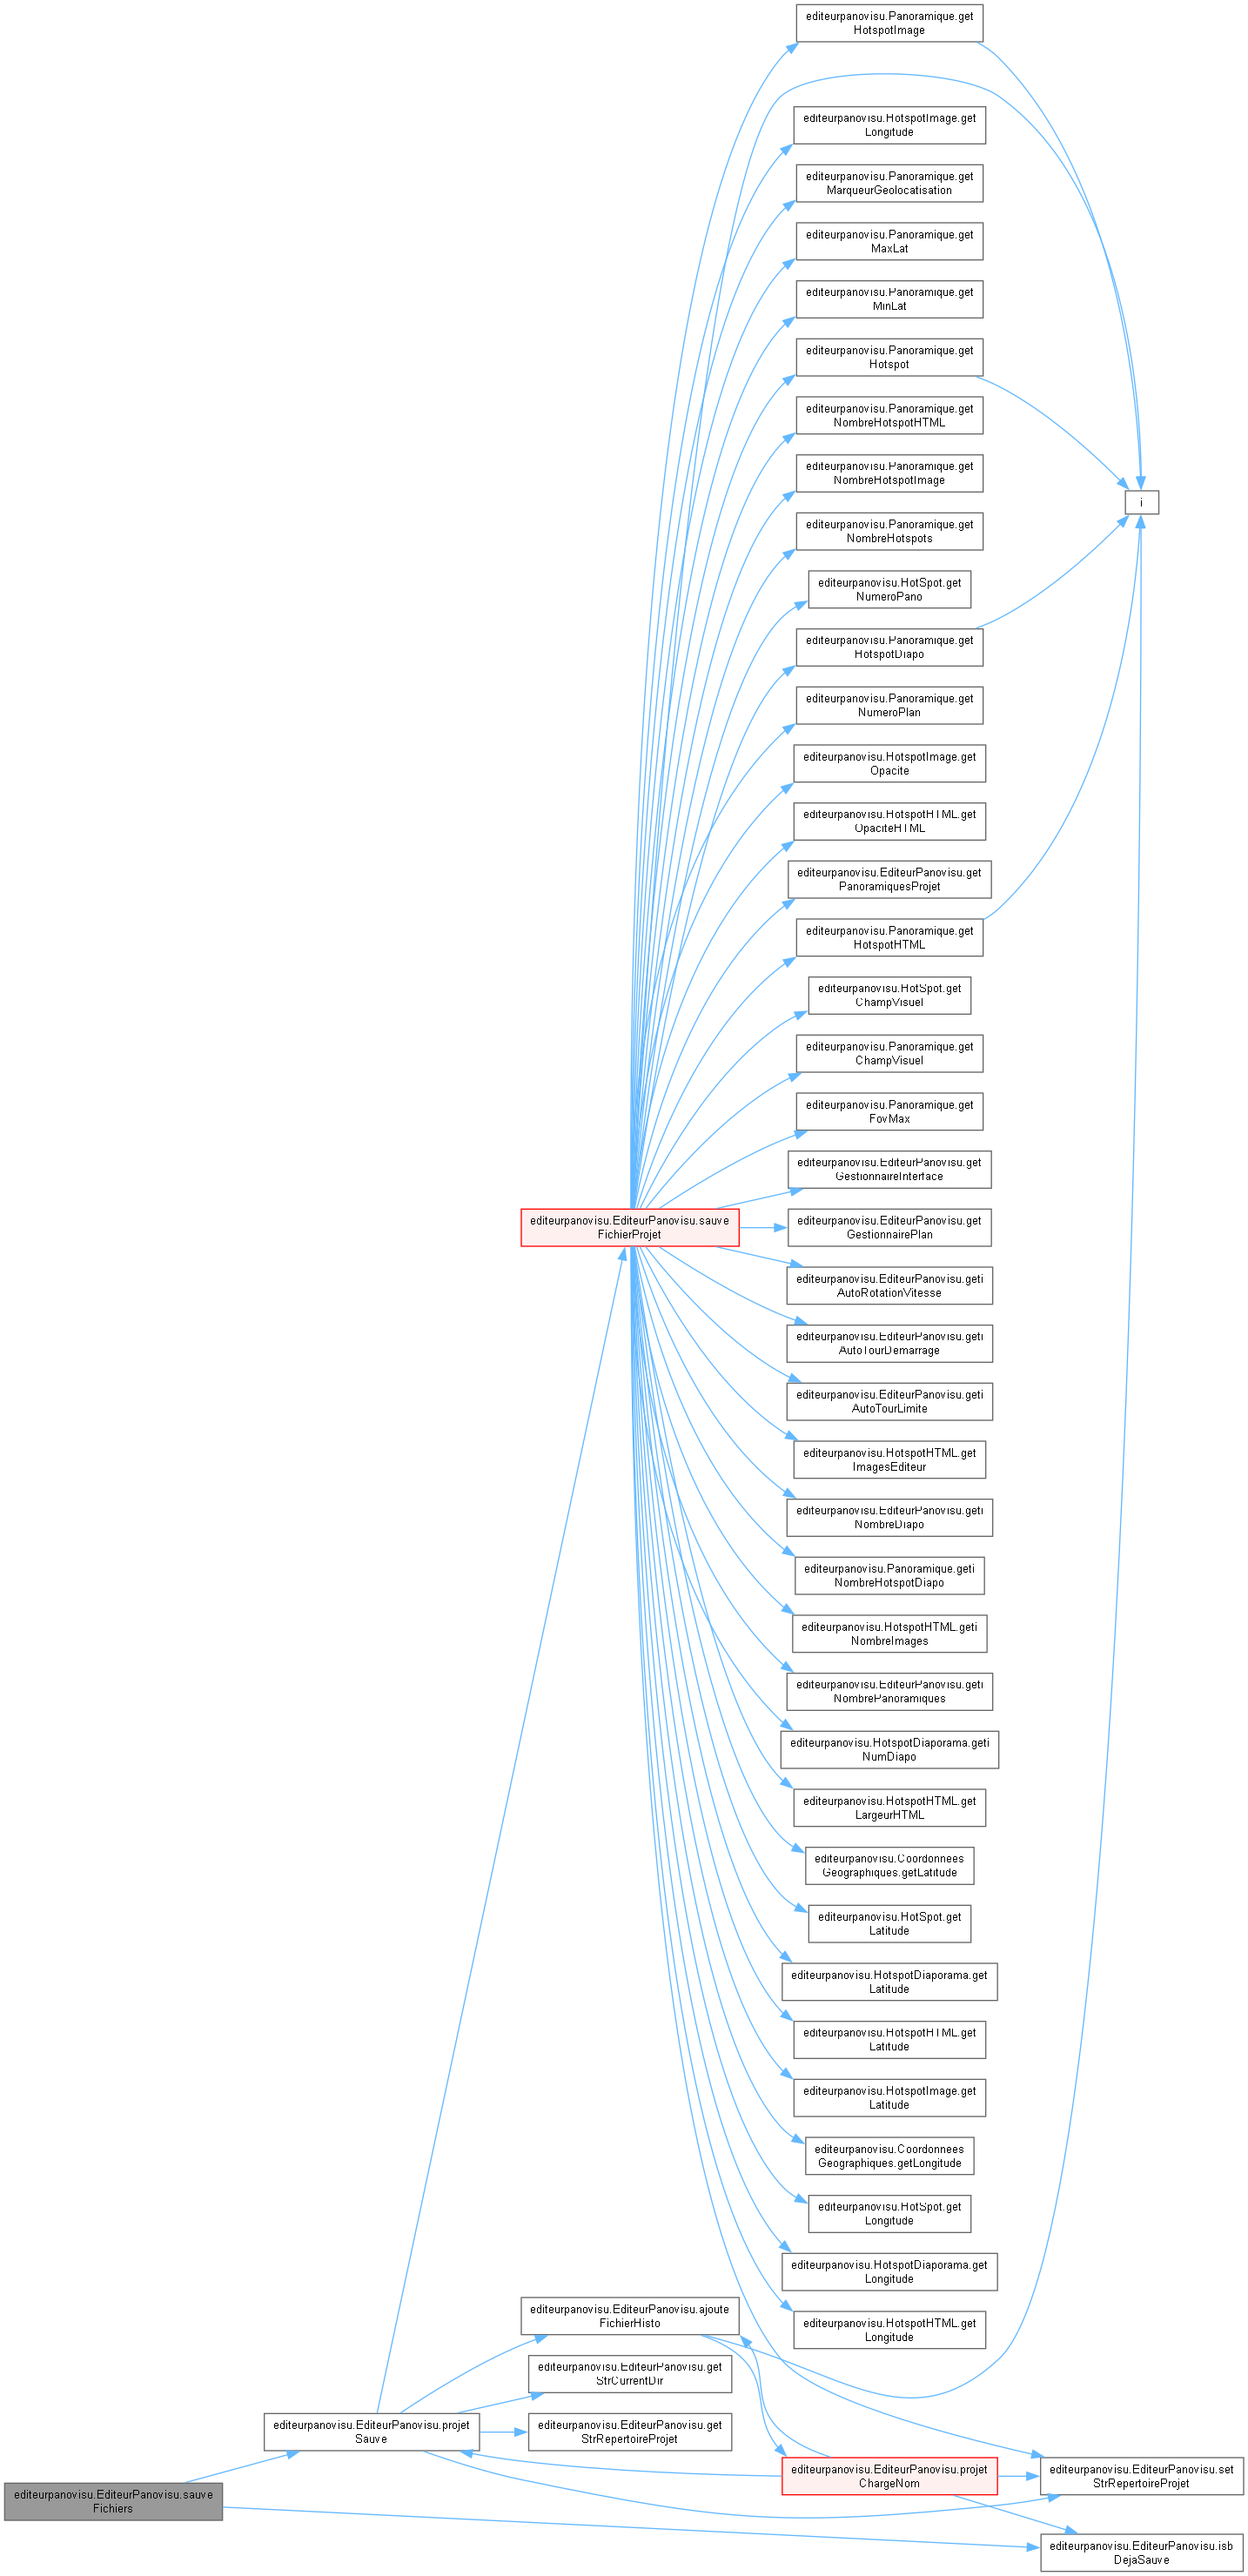 editeurpanovisu.Panoramique.get
HotspotImage
editeurpanovisu.HotspotImage.get
Longitude
editeurpanovisu.Panoramique.get
MarqueurGeolocatisation
editeurpanovisu.Panoramique.get
MaxLat
editeurpanovisu.Panoramique.get
MinLat
editeurpanovisu.Panoramique.get
Hotspot
editeurpanovisu.Panoramique.get
NombreHotspotHTML
editeurpanovisu.Panoramique.get
NombreHotspotImage
i
editeurpanovisu.Panoramique.get
NombreHotspots
editeurpanovisu.HotSpot.get
NumeroPano
editeurpanovisu.Panoramique.get
HotspotDiapo
editeurpanovisu.Panoramique.get
NumeroPlan
editeurpanovisu.HotspotImage.get
Opacite
editeurpanovisu.HotspotHTML.get
OpaciteHTML
editeurpanovisu.EditeurPanovisu.get
PanoramiquesProjet
editeurpanovisu.Panoramique.get
HotspotHTML
editeurpanovisu.HotSpot.get
ChampVisuel
editeurpanovisu.Panoramique.get
ChampVisuel
editeurpanovisu.Panoramique.get
FovMax
editeurpanovisu.EditeurPanovisu.get
GestionnaireInterface
editeurpanovisu.EditeurPanovisu.sauve
FichierProjet
editeurpanovisu.EditeurPanovisu.get
GestionnairePlan
editeurpanovisu.EditeurPanovisu.geti
AutoRotationVitesse
editeurpanovisu.EditeurPanovisu.geti
AutoTourDemarrage
editeurpanovisu.EditeurPanovisu.geti
AutoTourLimite
editeurpanovisu.HotspotHTML.get
ImagesEditeur
editeurpanovisu.EditeurPanovisu.geti
NombreDiapo
editeurpanovisu.Panoramique.geti
NombreHotspotDiapo
editeurpanovisu.HotspotHTML.geti
NombreImages
editeurpanovisu.EditeurPanovisu.geti
NombrePanoramiques
editeurpanovisu.HotspotDiaporama.geti
NumDiapo
editeurpanovisu.HotspotHTML.get
LargeurHTML
editeurpanovisu.Coordonnees
Geographiques.getLatitude
editeurpanovisu.HotSpot.get
Latitude
editeurpanovisu.HotspotDiaporama.get
Latitude
editeurpanovisu.HotspotHTML.get
Latitude
editeurpanovisu.HotspotImage.get
Latitude
editeurpanovisu.Coordonnees
Geographiques.getLongitude
editeurpanovisu.HotSpot.get
Longitude
editeurpanovisu.HotspotDiaporama.get
Longitude
editeurpanovisu.EditeurPanovisu.ajoute
FichierHisto
editeurpanovisu.HotspotHTML.get
Longitude
editeurpanovisu.EditeurPanovisu.get
StrCurrentDir
editeurpanovisu.EditeurPanovisu.projet
Sauve
editeurpanovisu.EditeurPanovisu.get
StrRepertoireProjet
editeurpanovisu.EditeurPanovisu.projet
ChargeNom
editeurpanovisu.EditeurPanovisu.set
StrRepertoireProjet
editeurpanovisu.EditeurPanovisu.sauve
Fichiers
editeurpanovisu.EditeurPanovisu.isb
DejaSauve